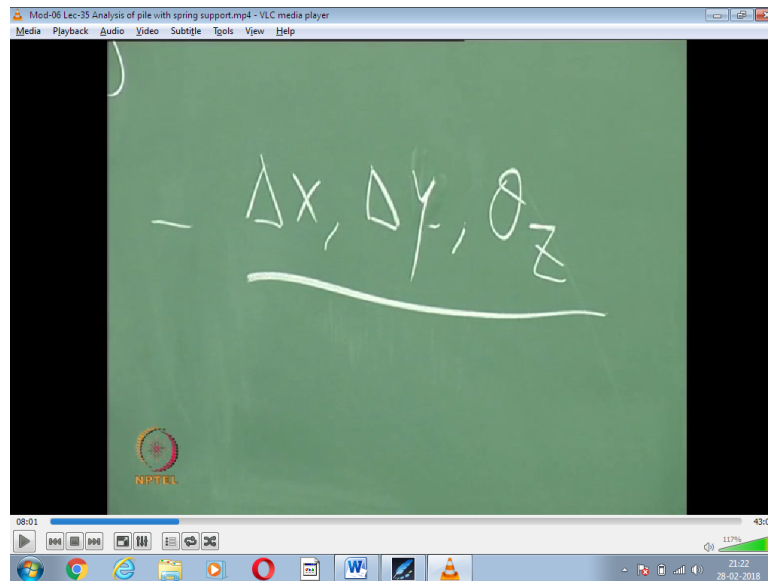 Mod-06 Lec-35 Analysis of pile with spring support.mp4 - VLC media player
Media Playback Audio Video Subtitle Tools View Help
– Δx, Δy, θz
NPTEL
08:01 43:0
117%
21:22
28-02-2018